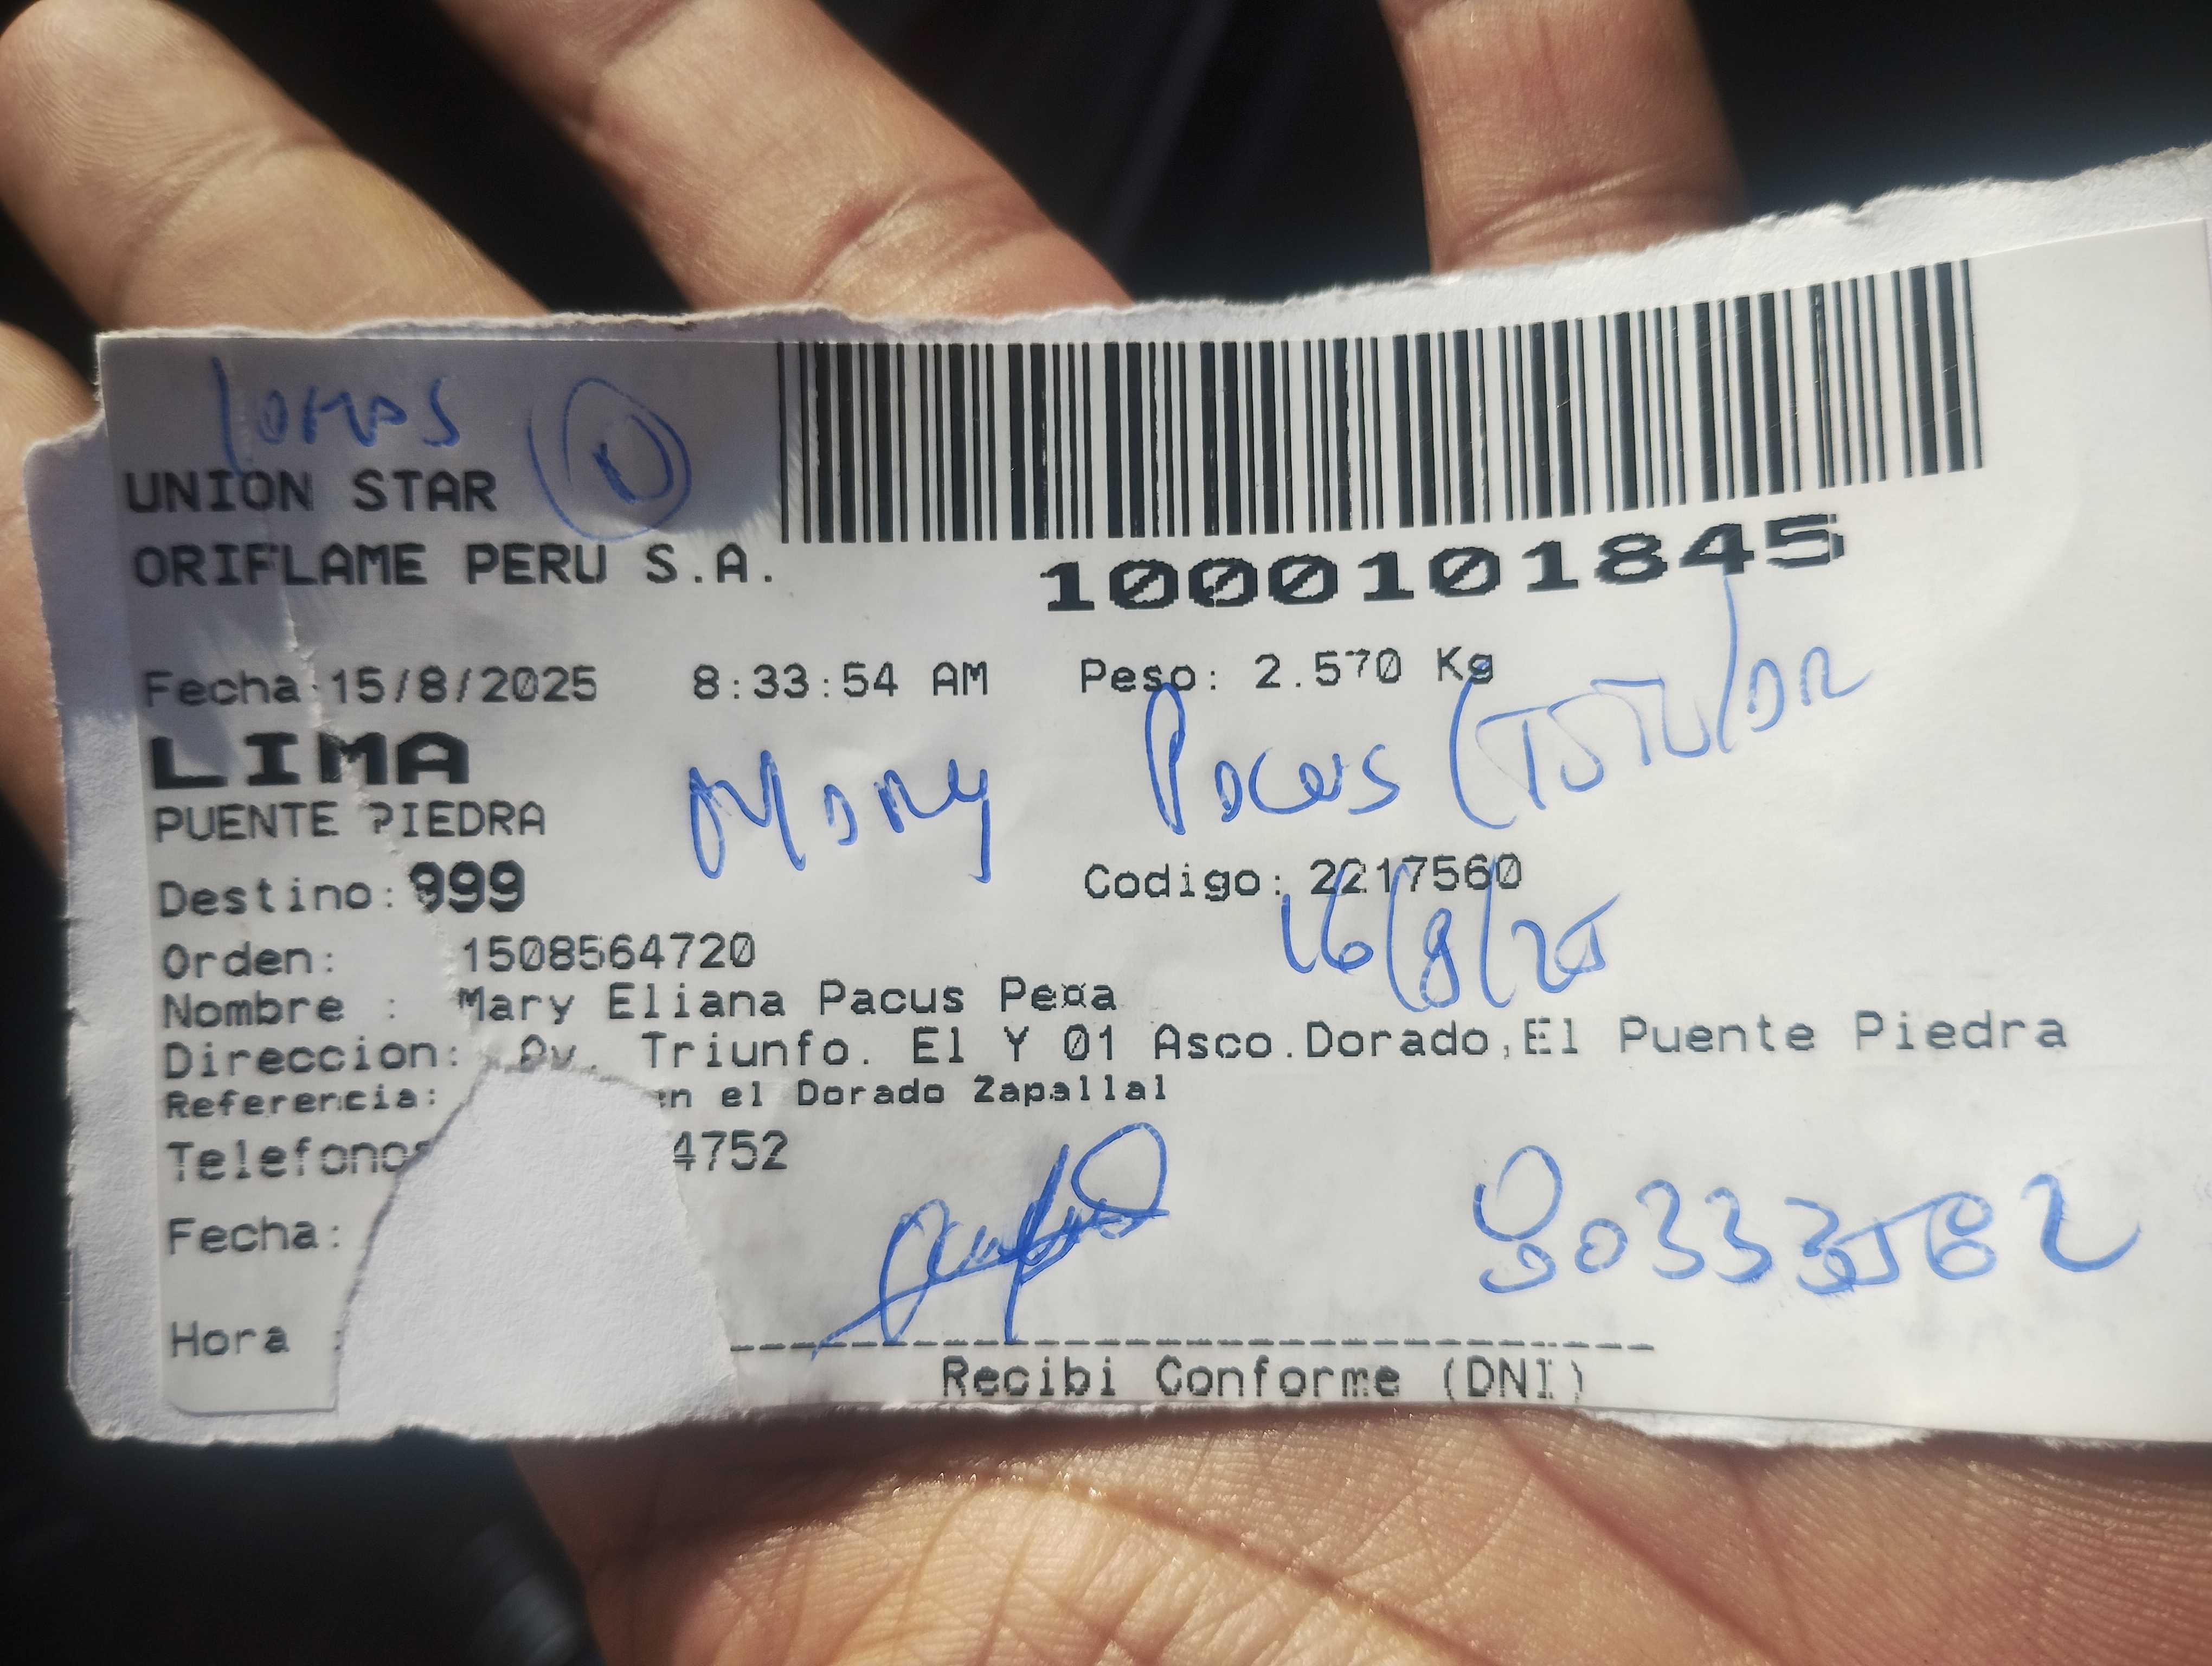 lomas
UNION STAR
ORIFLAME PERU S.A.
1000101845
Fecha:15/8/2025 8:33:54 AM Peso: 2.570 Kg
LIMA
PUENTE PIEDRA
Mary Pacus (TITULAR
Destino: 999 Codigo: 2217560
16/8/25
Orden: 1508564720
Nombre : Mary Eliana Pacus Pe¤a
Direccion: Av. Triunfo. El Y 01 Asco.Dorado,El Puente Piedra
Referencia: en el Dorado Zapallal
Telefonos 4752
Fecha:
Hora :
Recibi Conforme (DNI)